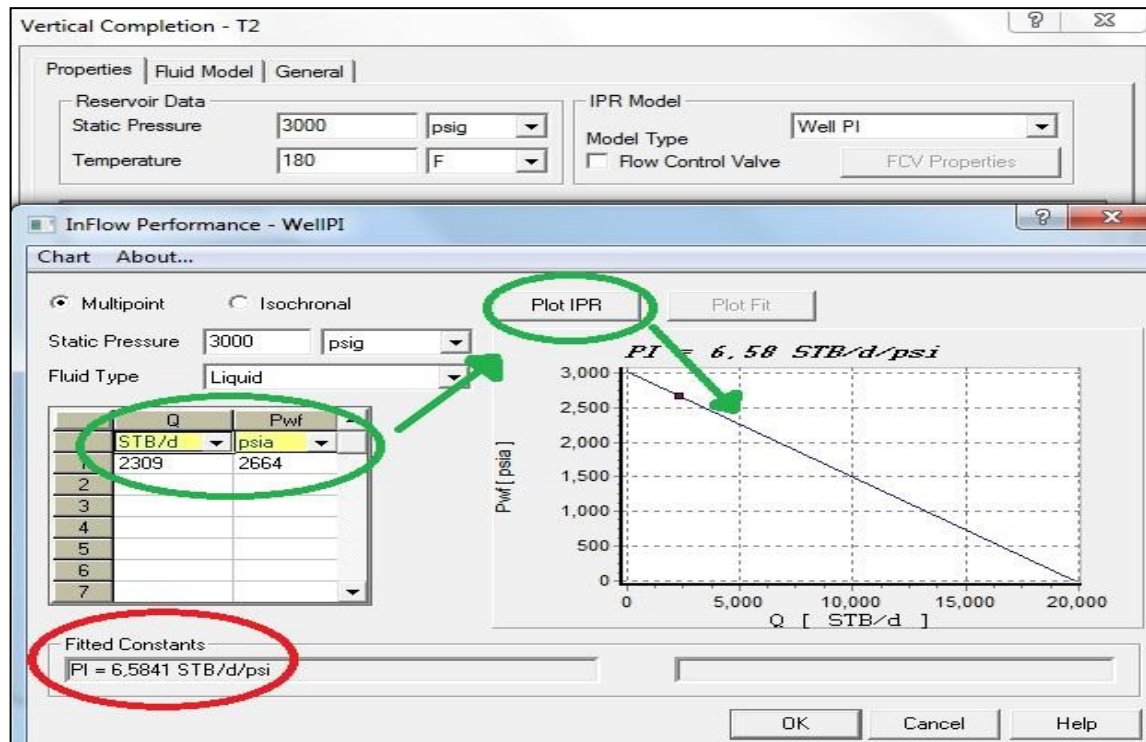 Vertical Completion - T2
Properties Fluid Model General
Reservoir Data
Static Pressure 3000 psig
Temperature 180 F
IPR Model
Model Type Well PI
Flow Control Valve FCV Properties
InFlow Performance - WellPI
Chart About...
Multipoint Isochronal
Plot IPR Plot Fit
Static Pressure 3000 psig
Fluid Type Liquid
Q Pwf
STB/d psia
1 2309 2664
2
3
4
5
6
7
PI = 6,58 STB/d/psi
Pwf [psia]
3,000
2,500
2,000
1,500
1,000
500
0
0 5,000 10,000 15,000 20,000
Q [ STB/d ]
Fitted Constants
PI = 6,5841 STB/d/psi
OK Cancel Help